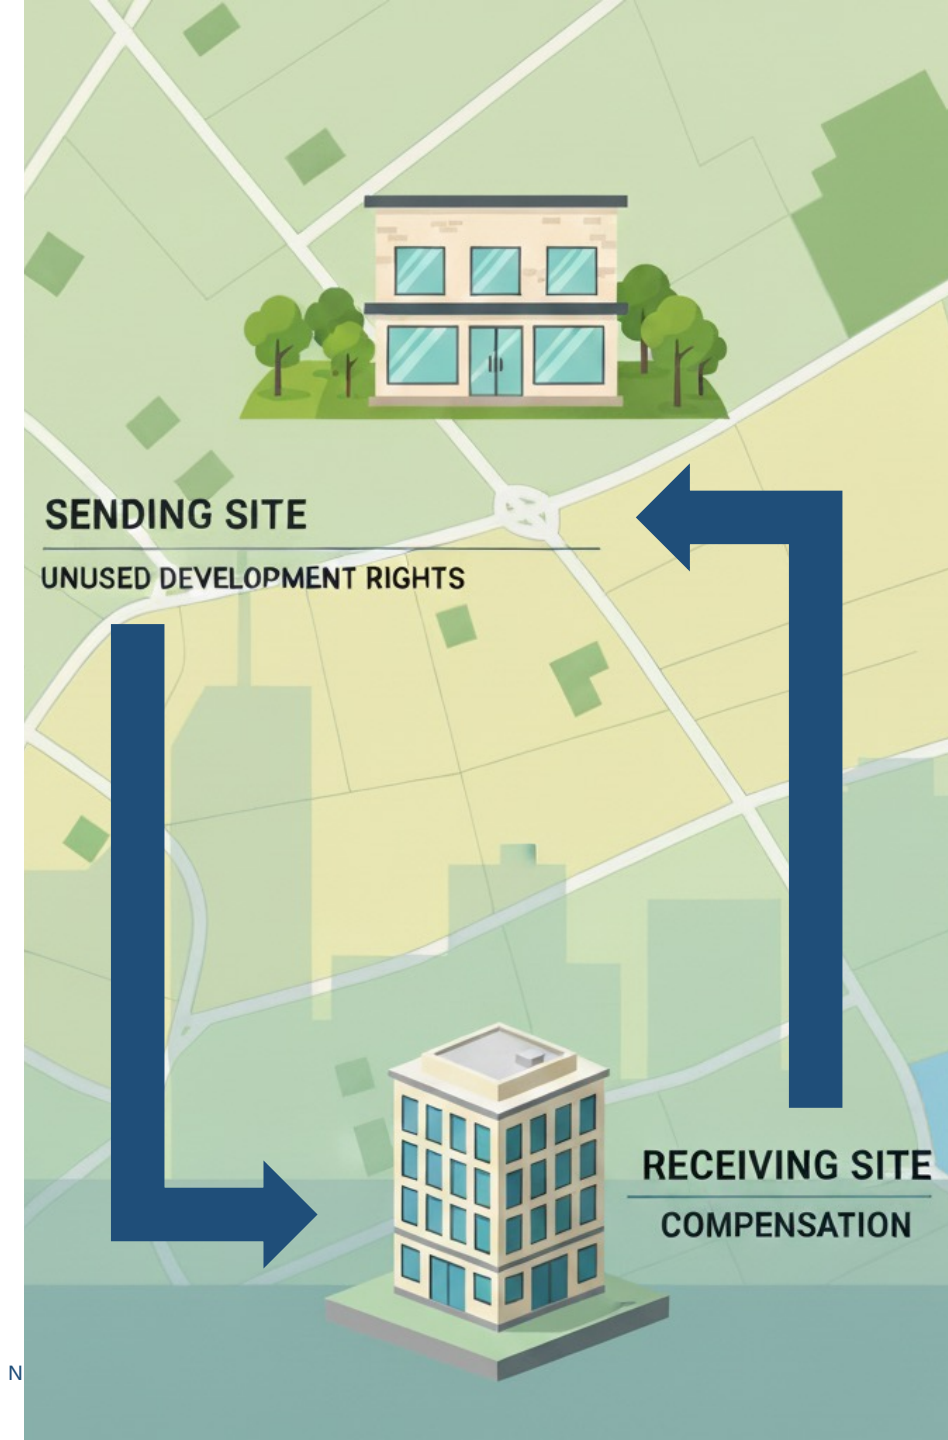 SENDING SITE
UNUSED DEVELOPMENT RIGHTS
RECEIVING SITE
COMPENSATION
N